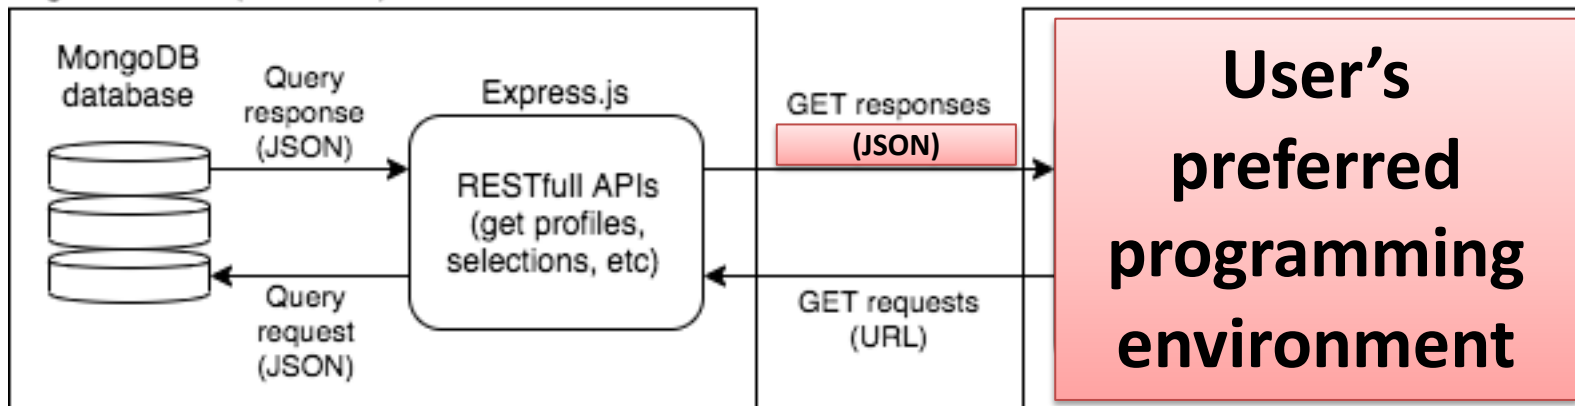 MongoDB
database
Query
response
(JSON)
Express.js
RESTfull APIs
(get profiles,
selections, etc)
Query
request
(JSON)
GET responses
(JSON)
GET requests
(URL)
User’s
preferred
programming
environment